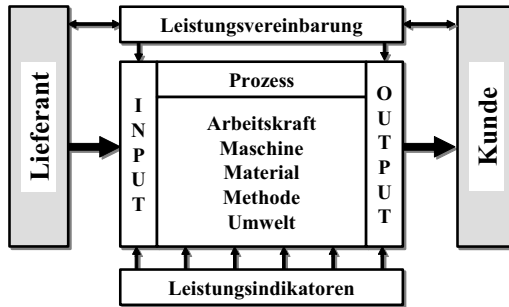 Leistungsvereinbarung
Lieferant
INPUT
Prozess
Arbeitskraft
Maschine
Material
Methode
Umwelt
OUTPUT
Kunde
Leistungsindikatoren